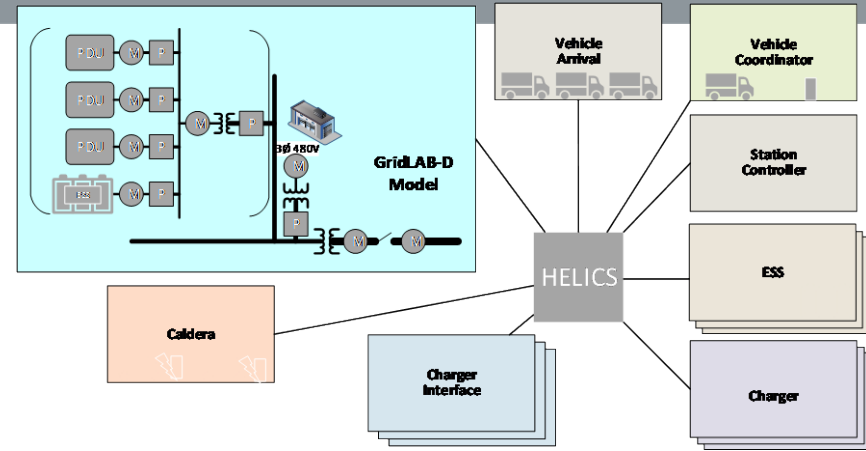 PDU
M
P
PDU
M
P
PDU
M
P
ESS
M
P
M
P
3Ø 480V
M
P
M
M
GridLAB-D
Model
Vehicle
Arrival
Vehicle
Coordinator
Station
Controller
HELICS
ESS
Caldera
Charger
Interface
Charger